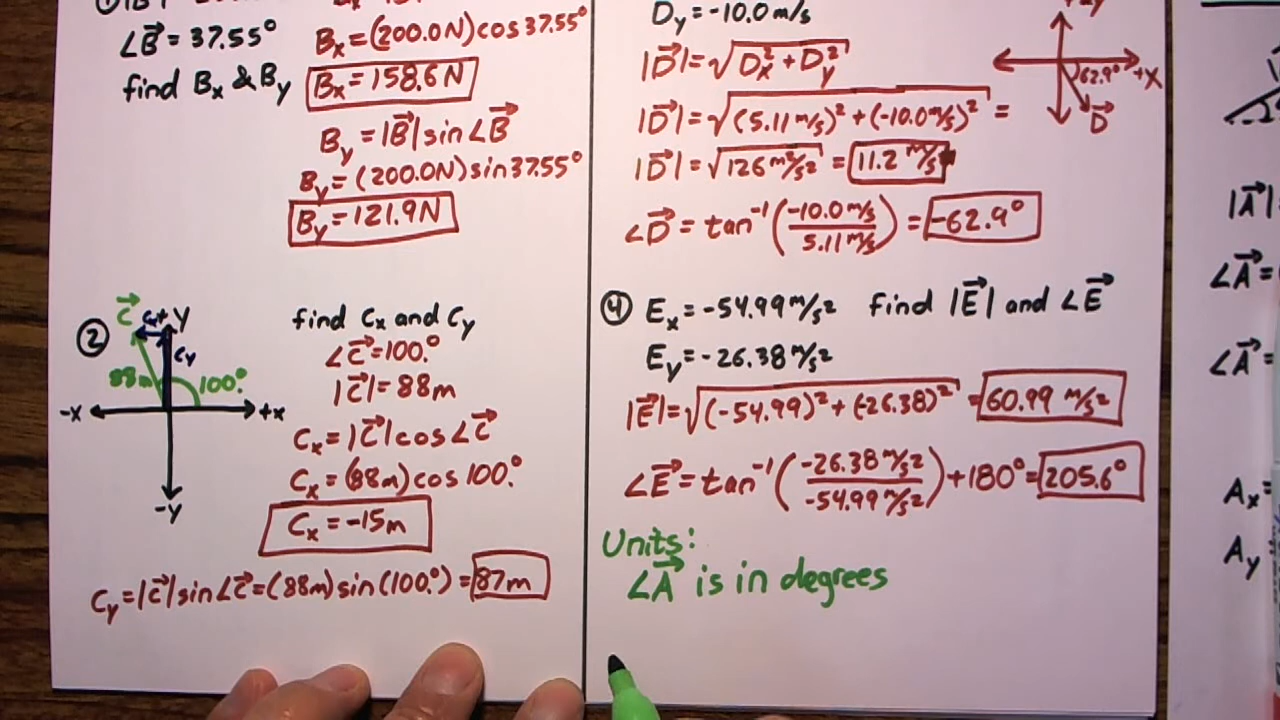 ∠B⃗ = 37.55°
find Bx & By
Bx = (200.0N) cos 37.55°
Bx = 158.6 N
By = |B⃗| sin ∠B⃗
By = (200.0N) sin 37.55°
By = 121.9 N
② C⃗ Cx +y
Cy
88m 100.°
-x +x
-y
find Cx and Cy
∠C⃗ = 100.°
|C⃗| = 88m
Cx = |C⃗| cos ∠C⃗
Cx = (88m) cos 100.°
Cx = -15m
Cy = |C⃗| sin ∠C⃗ = (88m) sin (100.°) = 87m
Dy = -10.0 m/s
|D⃗| = √(Dx² + Dy²)
|D⃗| = √((5.11 m/s)² + (-10.0 m/s)²) =
|D⃗| = √(126 m²/s²) = 11.2 m/s
∠D⃗ = tan⁻¹(-10.0 m/s / 5.11 m/s) = -62.9°
+y
62.9° +x
D⃗
④ Ex = -54.99 m/s² find |E⃗| and ∠E⃗
Ey = -26.38 m/s²
|E⃗| = √((-54.99)² + (-26.38)²) = 60.99 m/s²
∠E⃗ = tan⁻¹(-26.38 m/s² / -54.99 m/s²) + 180° = 205.6°
Units:
∠A⃗ is in degrees
|A⃗|
∠A⃗ =
∠A⃗ =
Ax =
Ay =